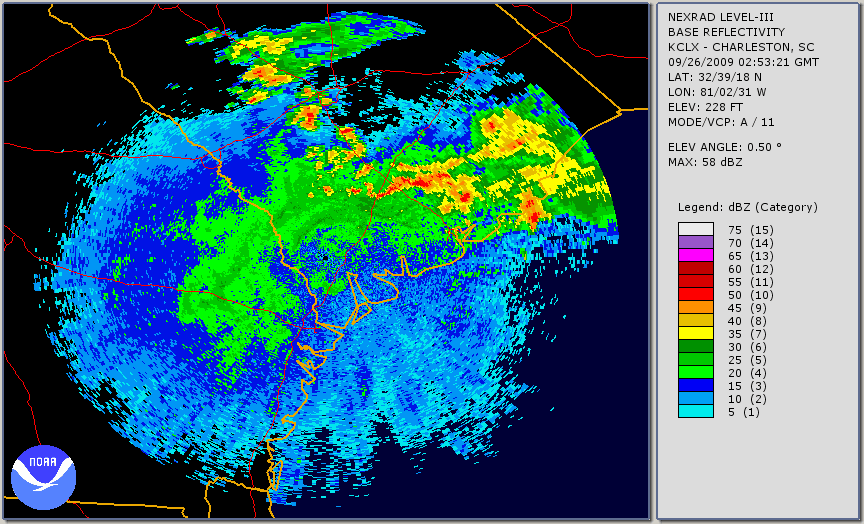 NEXRAD LEVEL-III
BASE REFLECTIVITY
KCLX - CHARLESTON, SC
09/26/2009 02:53:21 GMT
LAT: 32/39/18 N
LON: 81/02/31 W
ELEV: 228 FT
MODE/VCP: A / 11
ELEV ANGLE: 0.50 °
MAX: 58 dBZ
Legend: dBZ (Category)
75 (15)
70 (14)
65 (13)
60 (12)
55 (11)
50 (10)
45 (9)
40 (8)
35 (7)
30 (6)
25 (5)
20 (4)
15 (3)
10 (2)
5 (1)
NOAA